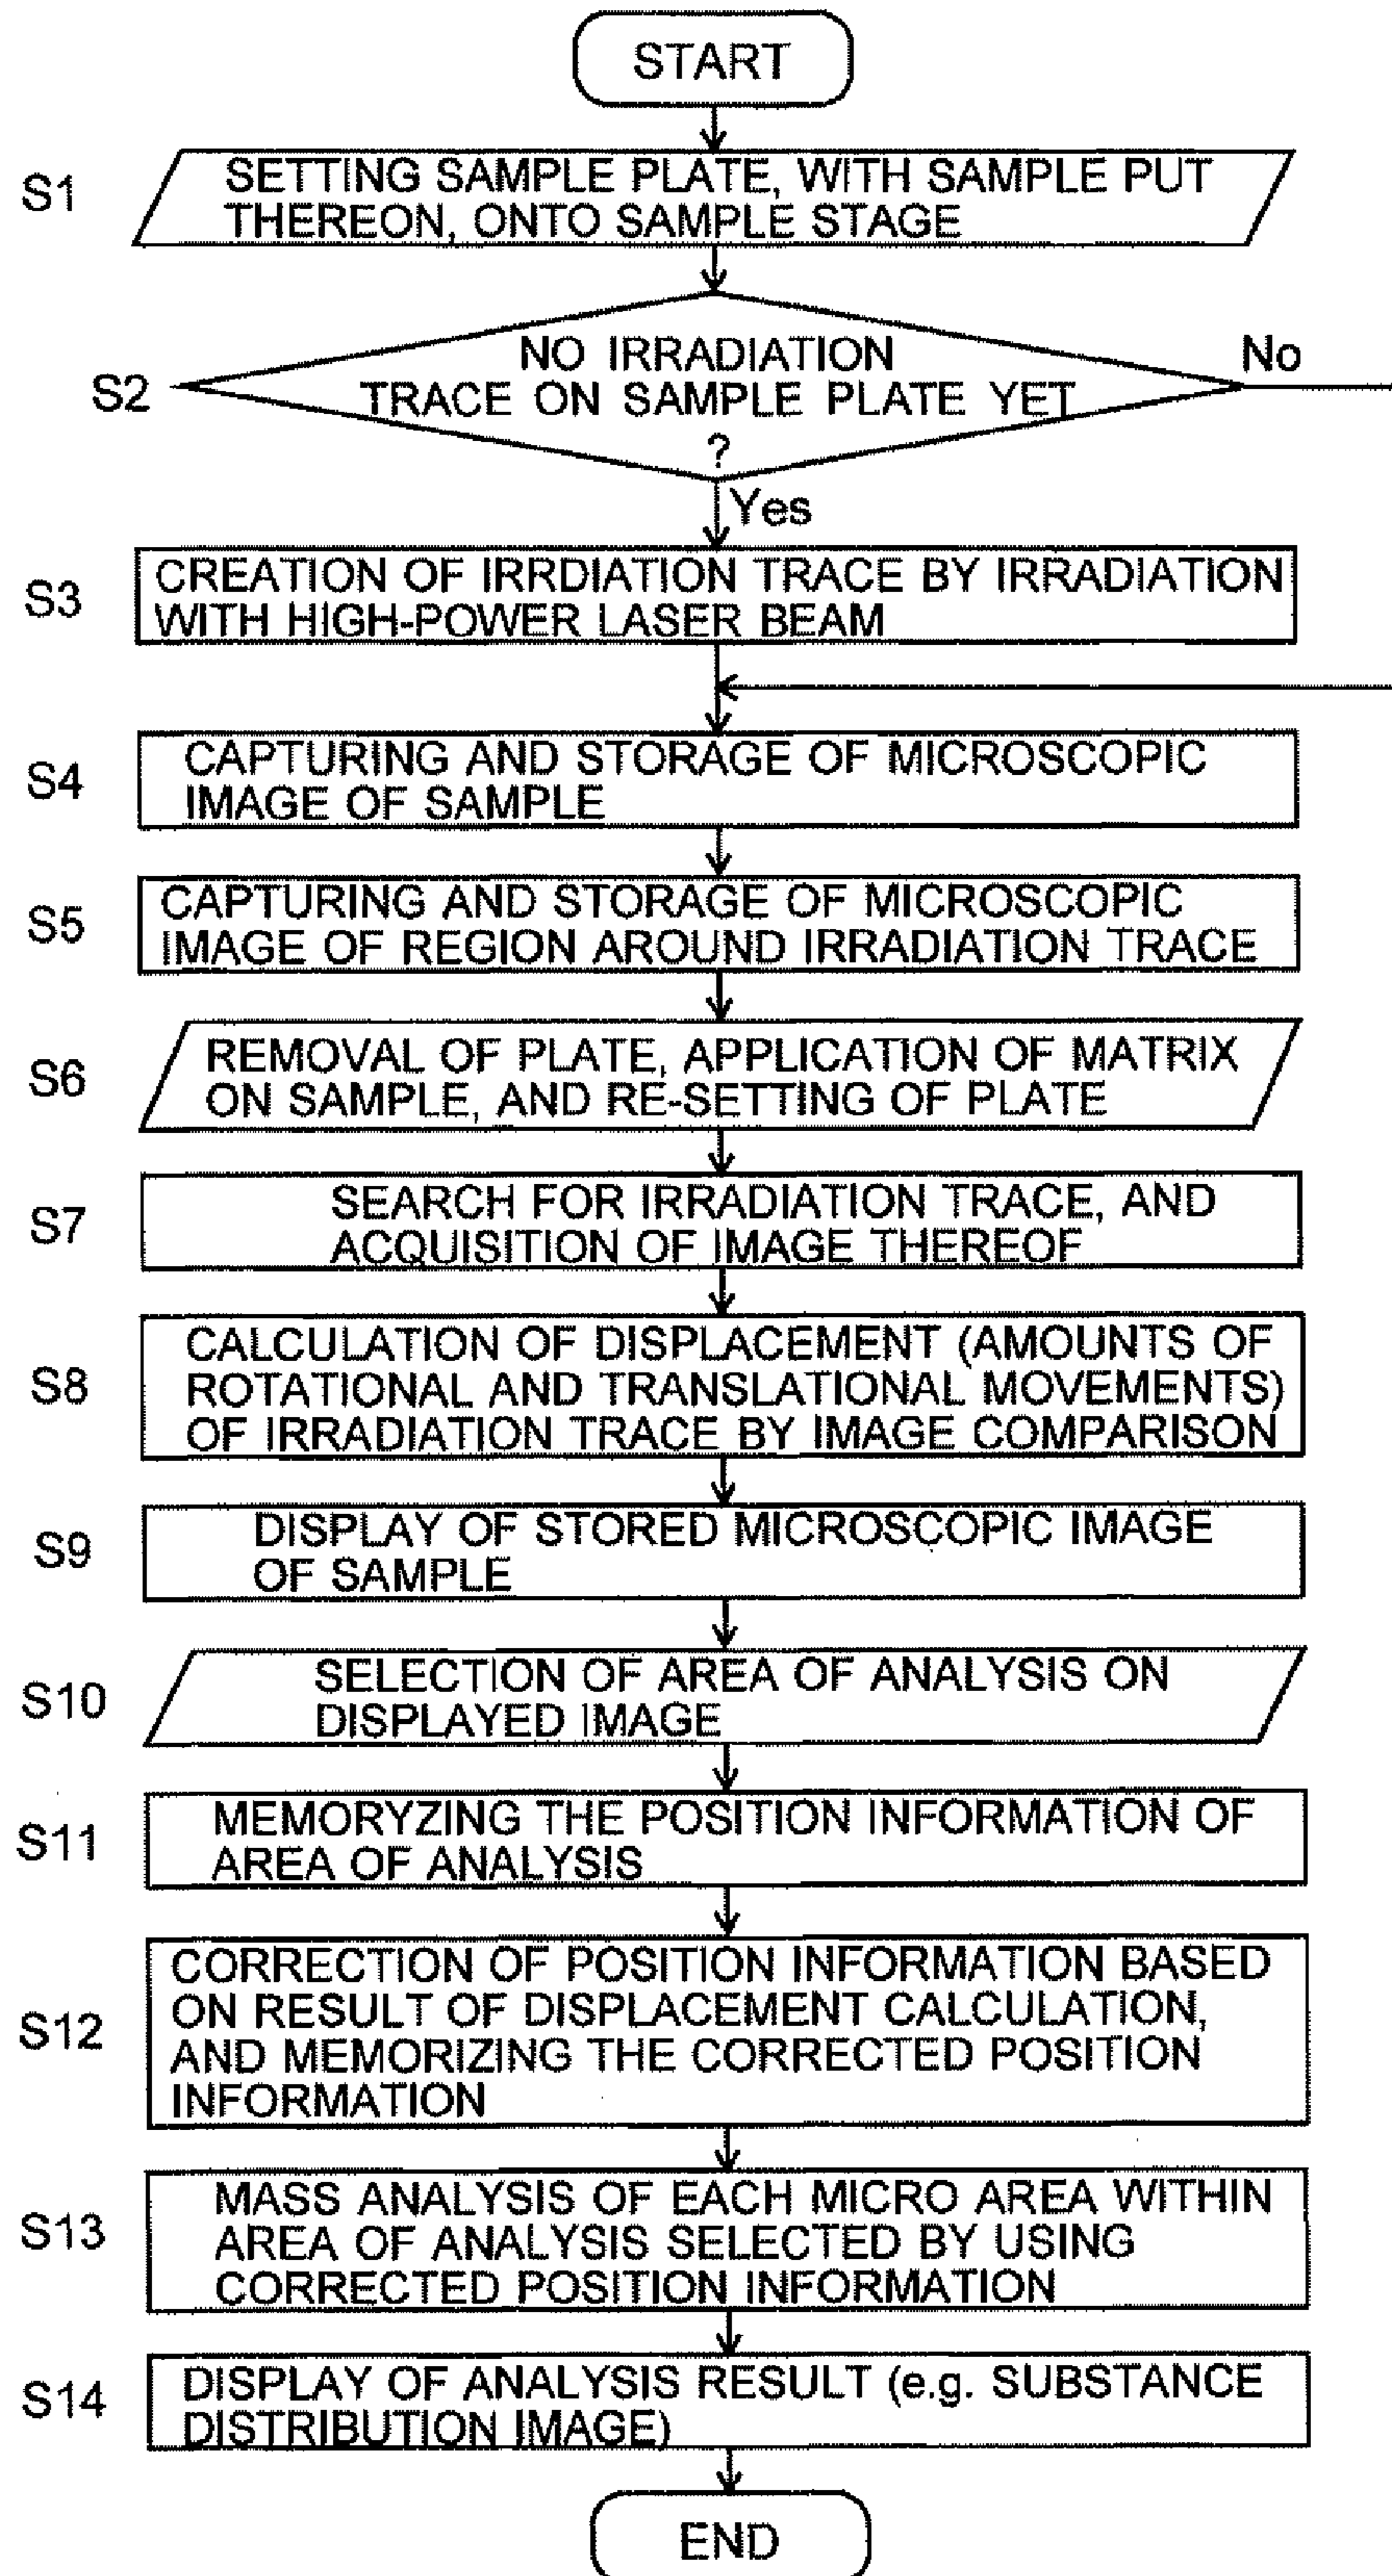 START
S1
SETTING SAMPLE PLATE, WITH SAMPLE PUT
THEREON, ONTO SAMPLE STAGE
S2
NO IRRADIATION
TRACE ON SAMPLE PLATE YET
?
No
Yes
S3
CREATION OF IRRDIATION TRACE BY IRRADIATION
WITH HIGH-POWER LASER BEAM
S4
CAPTURING AND STORAGE OF MICROSCOPIC
IMAGE OF SAMPLE
S5
CAPTURING AND STORAGE OF MICROSCOPIC
IMAGE OF REGION AROUND IRRADIATION TRACE
S6
REMOVAL OF PLATE, APPLICATION OF MATRIX
ON SAMPLE, AND RE-SETTING OF PLATE
S7
SEARCH FOR IRRADIATION TRACE, AND
ACQUISITION OF IMAGE THEREOF
S8
CALCULATION OF DISPLACEMENT (AMOUNTS OF
ROTATIONAL AND TRANSLATIONAL MOVEMENTS)
OF IRRADIATION TRACE BY IMAGE COMPARISON
S9
DISPLAY OF STORED MICROSCOPIC IMAGE
OF SAMPLE
S10
SELECTION OF AREA OF ANALYSIS ON
DISPLAYED IMAGE
S11
MEMORYZING THE POSITION INFORMATION OF
AREA OF ANALYSIS
S12
CORRECTION OF POSITION INFORMATION BASED
ON RESULT OF DISPLACEMENT CALCULATION,
AND MEMORIZING THE CORRECTED POSITION
INFORMATION
S13
MASS ANALYSIS OF EACH MICRO AREA WITHIN
AREA OF ANALYSIS SELECTED BY USING
CORRECTED POSITION INFORMATION
S14
DISPLAY OF ANALYSIS RESULT (e.g. SUBSTANCE
DISTRIBUTION IMAGE)
END